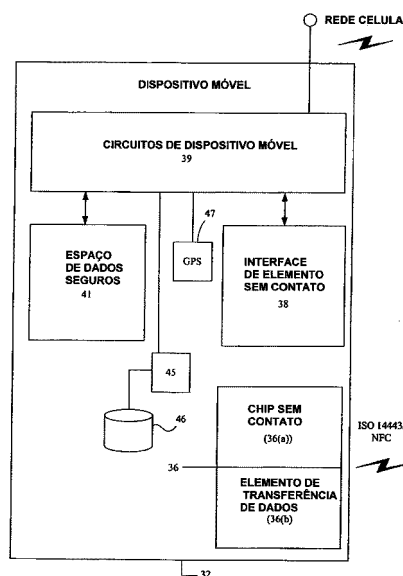 REDE CELULA
DISPOSITIVO MÓVEL
CIRCUITOS DE DISPOSITIVO MÓVEL
39
47
ESPAÇO
DE DADOS
SEGUROS
41
GPS
INTERFACE
DE ELEMENTO
SEM CONTATO
38
45
46
CHIP SEM
CONTATO
(36(a))
ISO 14443
NFC
36
ELEMENTO DE
TRANSFERÊNCIA
DE DADOS
(36(b)
32